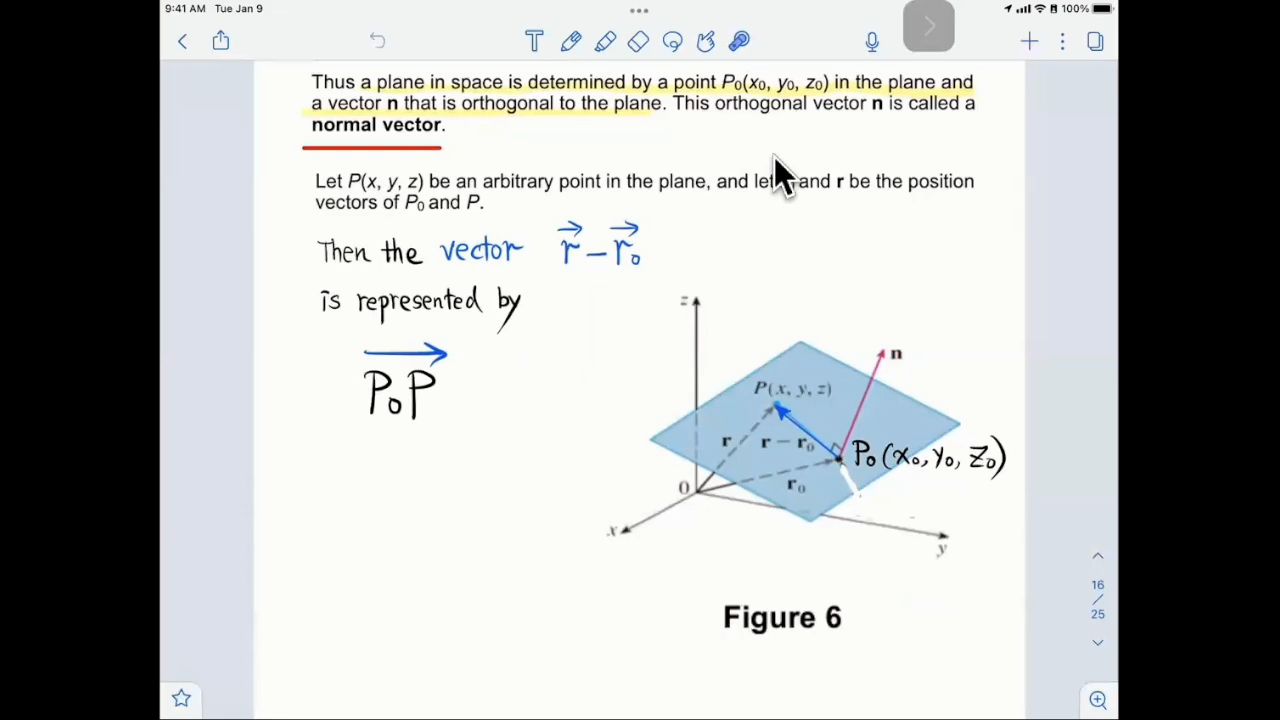 9:41 AM Tue Jan 9
100%
Thus a plane in space is determined by a point P₀(x₀, y₀, z₀) in the plane and
a vector n that is orthogonal to the plane. This orthogonal vector n is called a
normal vector.
Let P(x, y, z) be an arbitrary point in the plane, and let and r be the position
vectors of P₀ and P.
Then the vector r⃗ – r⃗₀
is represented by
P₀P
z
n
P(x, y, z)
r
r – r₀
P₀(x₀, y₀, z₀)
0
r₀
x
y
Figure 6
16
/
25